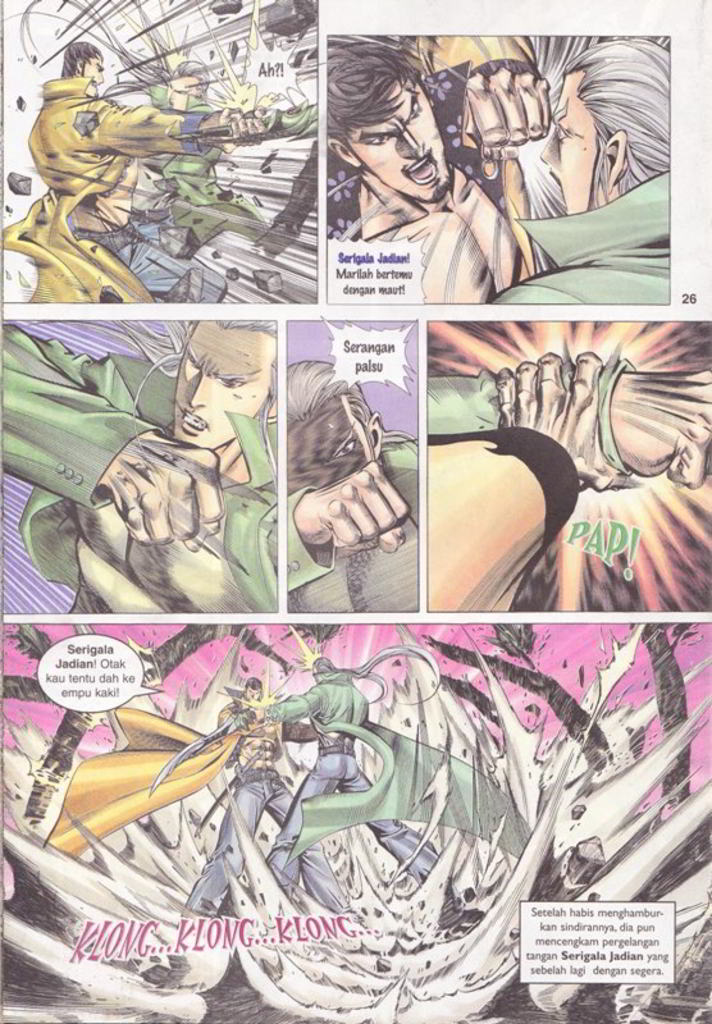 Ah?!
Serigala Jadian!
Marilah bertemu
dengan maut!
26
Serangan
palsu
PAP!
Serigala
Jadian! Otak
kau tentu dah ke
empu kaki!
KLONG...KLONG...KLONG...
Setelah habis menghambur-
kan sindirannya, dia pun
mencengkam pergelangan
tangan Serigala Jadian yang
sebelah lagi dengan segera.